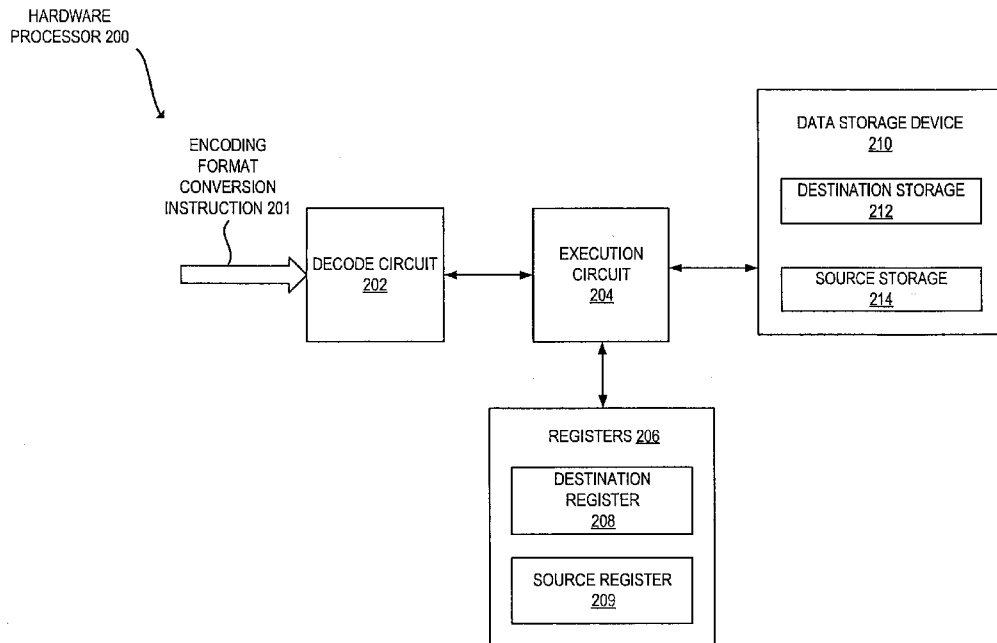 HARDWARE
PROCESSOR 200
ENCODING
FORMAT
CONVERSION
INSTRUCTION 201
DECODE CIRCUIT
202
EXECUTION
CIRCUIT
204
DATA STORAGE DEVICE
210
DESTINATION STORAGE
212
SOURCE STORAGE
214
REGISTERS 206
DESTINATION
REGISTER
208
SOURCE REGISTER
209